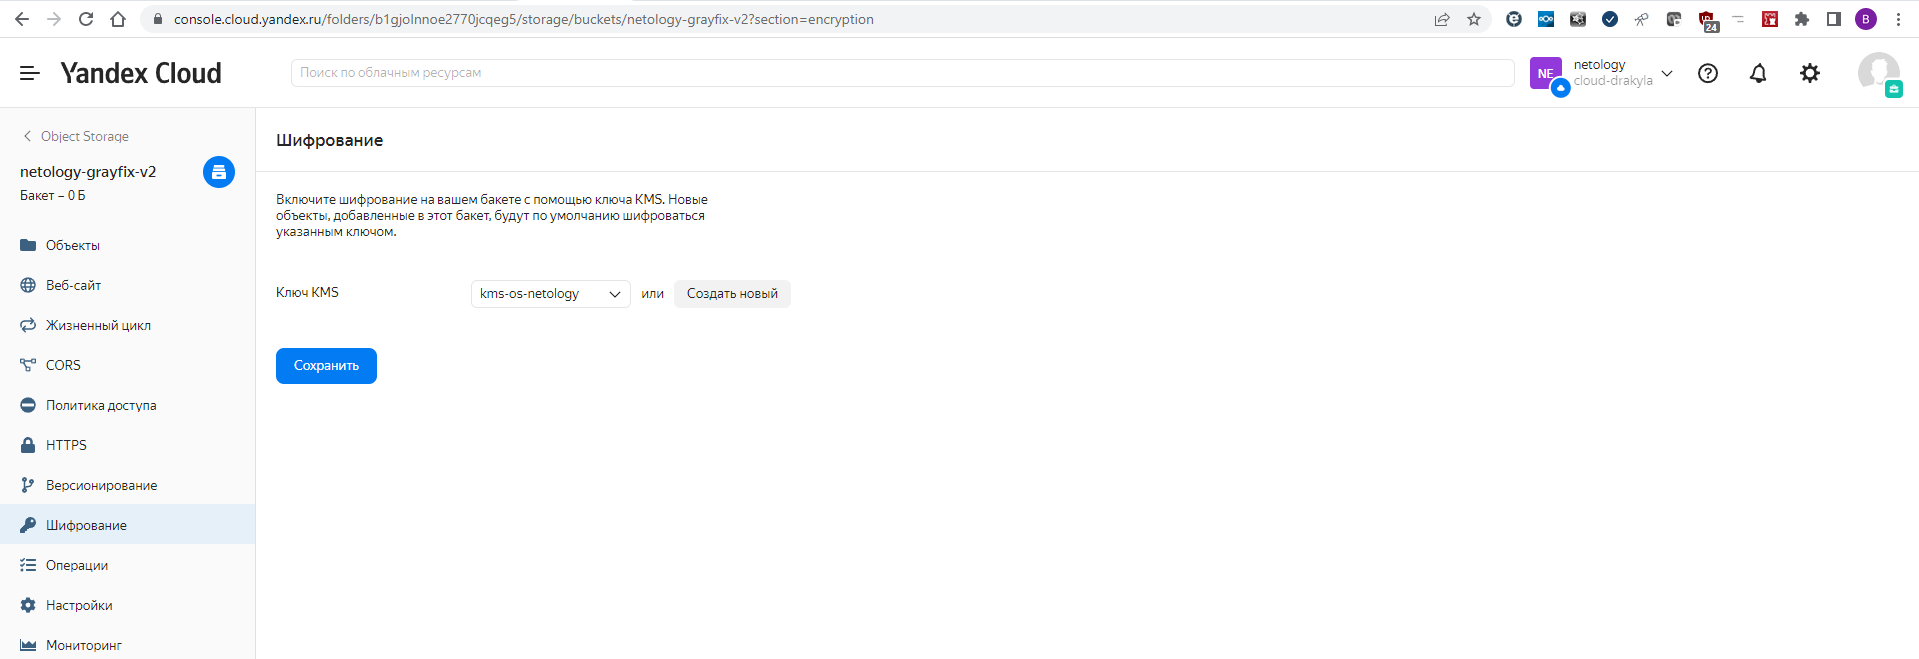 console.cloud.yandex.ru/folders/b1gjolnnoe2770jcqeg5/storage/buckets/netology-grayfix-v2?section=encryption
24
B
Yandex Cloud
Поиск по облачным ресурсам
NE
netology
cloud-drakyla
Object Storage
netology-grayfix-v2
Бакет – 0 Б
Объекты
Веб-сайт
Жизненный цикл
CORS
Политика доступа
HTTPS
Версионирование
Шифрование
Операции
Настройки
Мониторинг
Шифрование
Включите шифрование на вашем бакете с помощью ключа KMS. Новые
объекты, добавленные в этот бакет, будут по умолчанию шифроваться
указанным ключом.
Ключ KMS
kms-os-netology
или
Создать новый
Сохранить